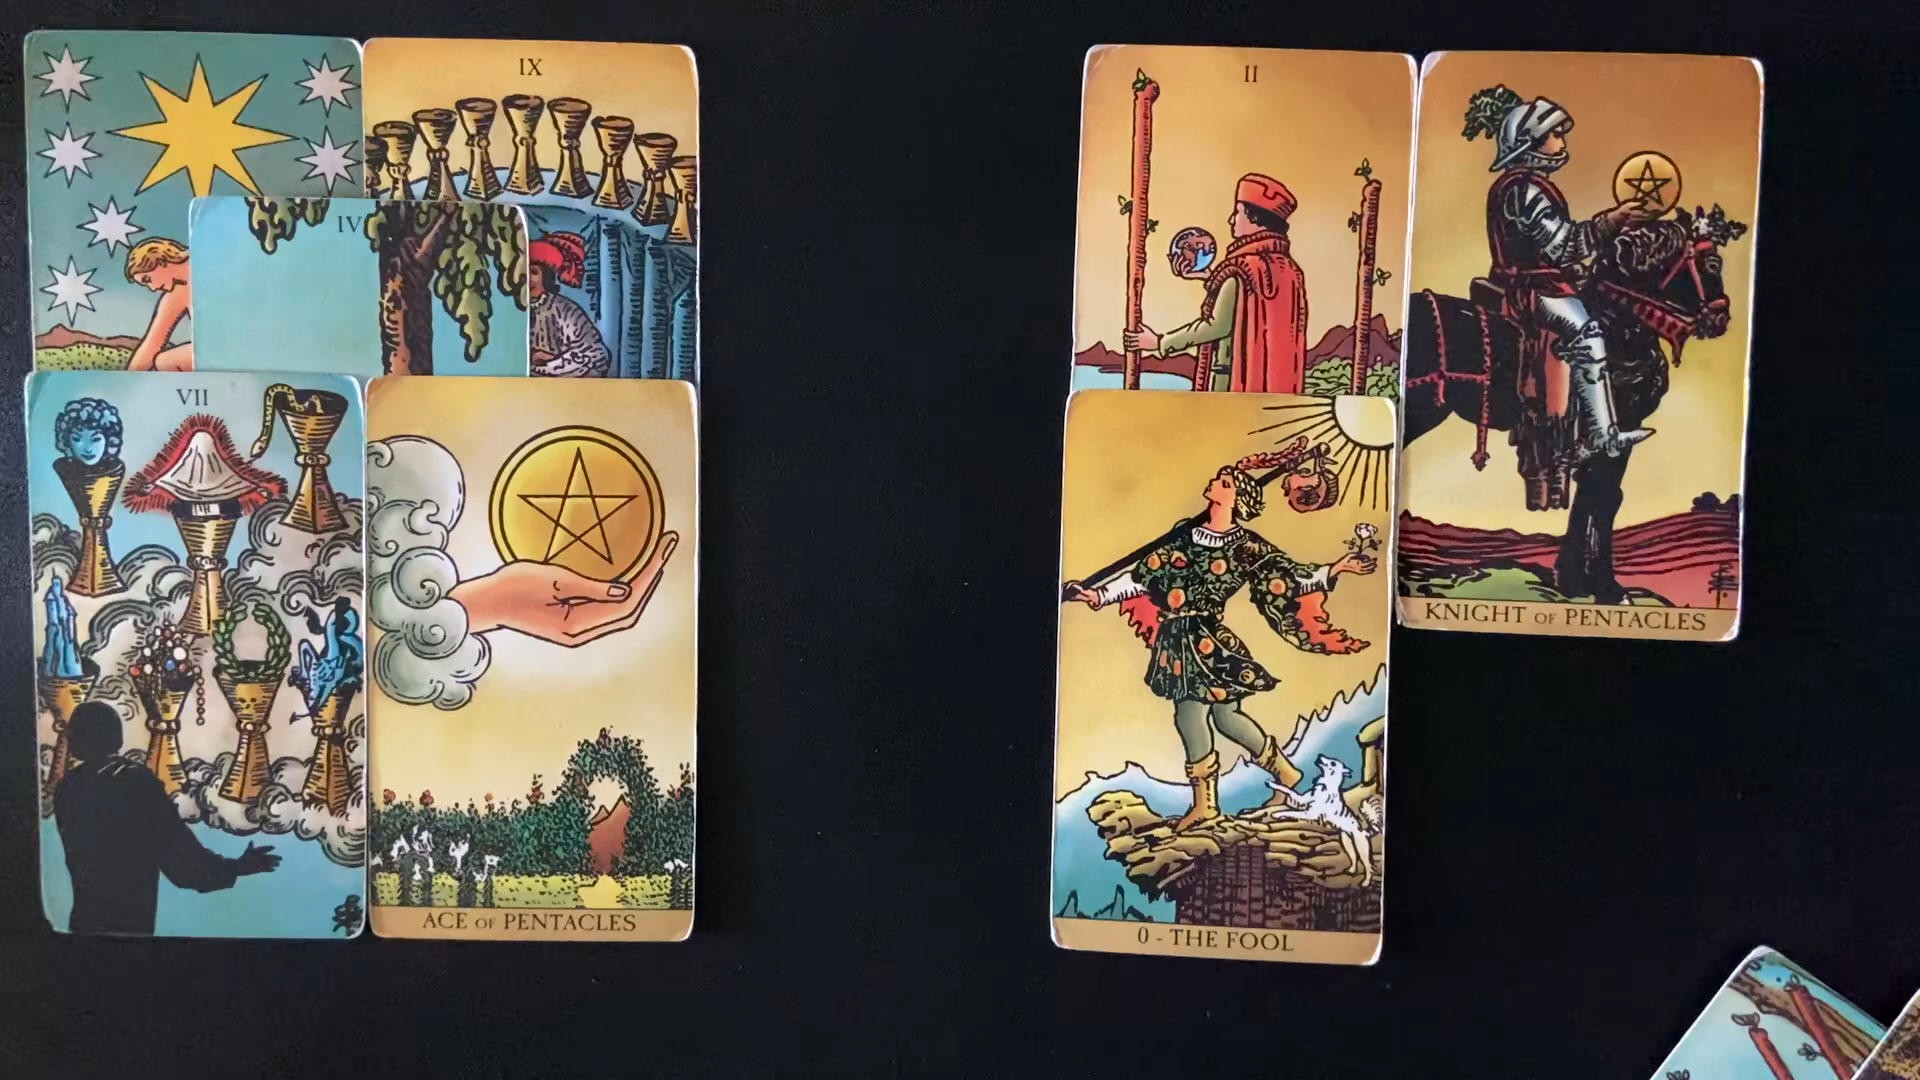 IX
II
IV
VII
KNIGHT OF PENTACLES
ACE OF PENTACLES
0 - THE FOOL